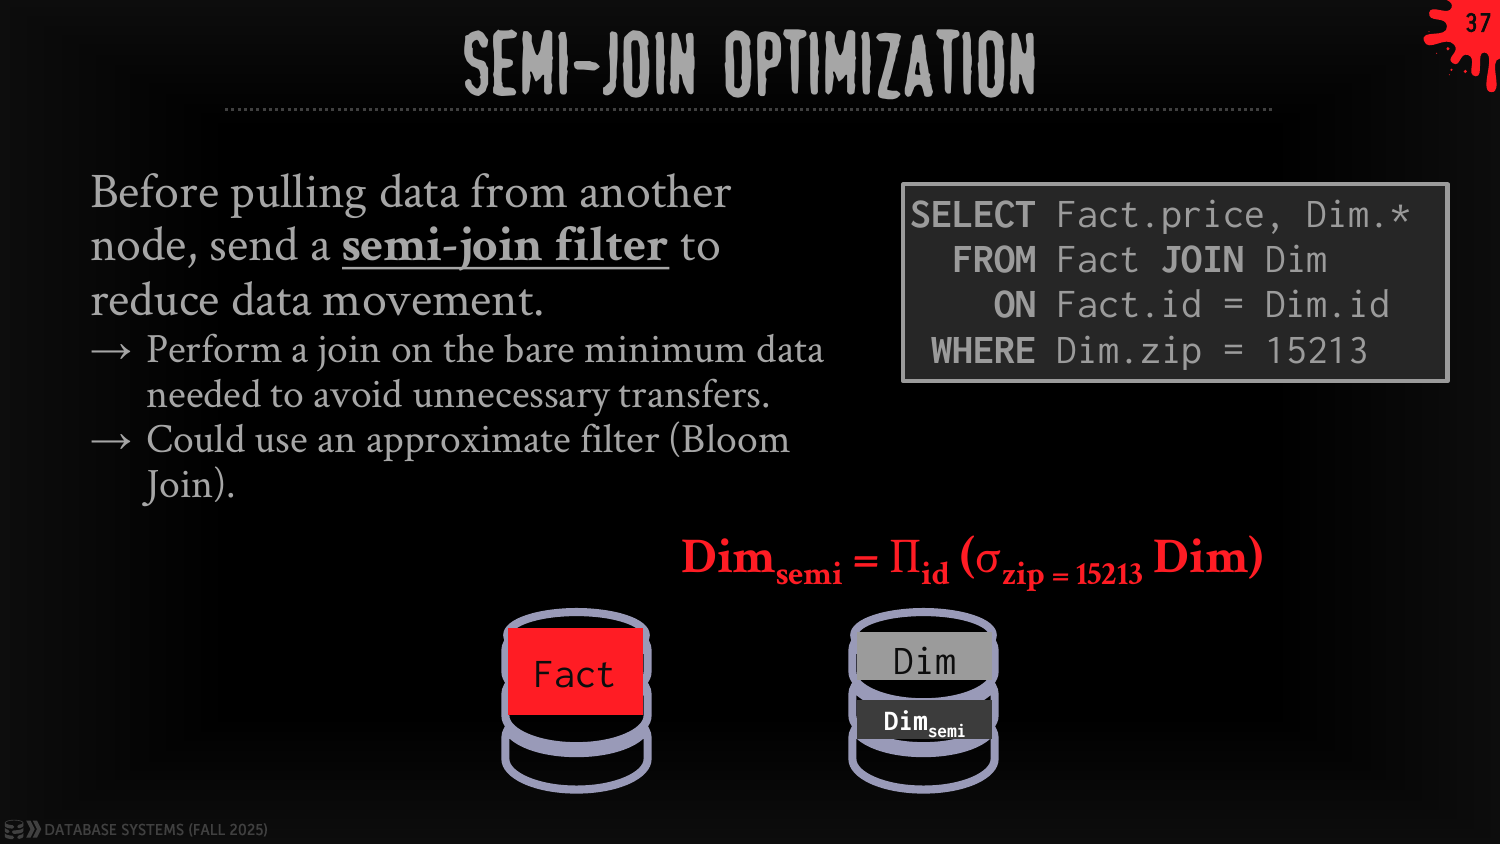 37
SEMI-JOIN OPTIMIZATION
Before pulling data from another
node, send a semi-join filter to
reduce data movement.
→ Perform a join on the bare minimum data
needed to avoid unnecessary transfers.
→ Could use an approximate filter (Bloom
Join).
SELECT Fact.price, Dim.*
FROM Fact JOIN Dim
ON Fact.id = Dim.id
WHERE Dim.zip = 15213
Dimsemi = Πid (σzip = 15213 Dim)
Fact
Dim
Dimsemi
DATABASE SYSTEMS (FALL 2025)